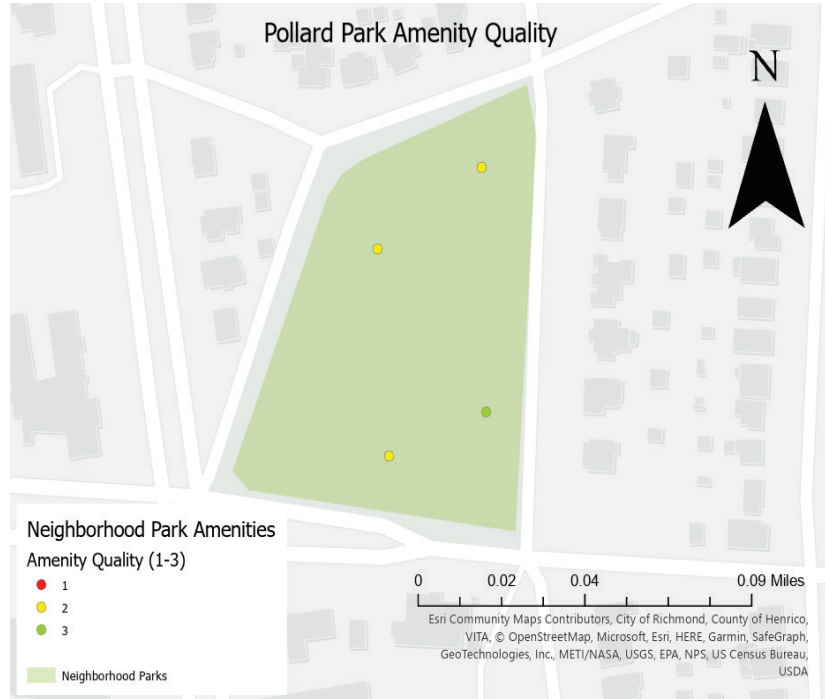 Pollard Park Amenity Quality
N
Neighborhood Park Amenities
Amenity Quality (1-3)
1
2
3
Neighborhood Parks
0 0.02 0.04 0.09 Miles
Esri Community Maps Contributors, City of Richmond, County of Henrico,
VITA, © OpenStreetMap, Microsoft, Esri, HERE, Garmin, SafeGraph,
GeoTechnologies, Inc., METI/NASA, USGS, EPA, NPS, US Census Bureau,
USDA